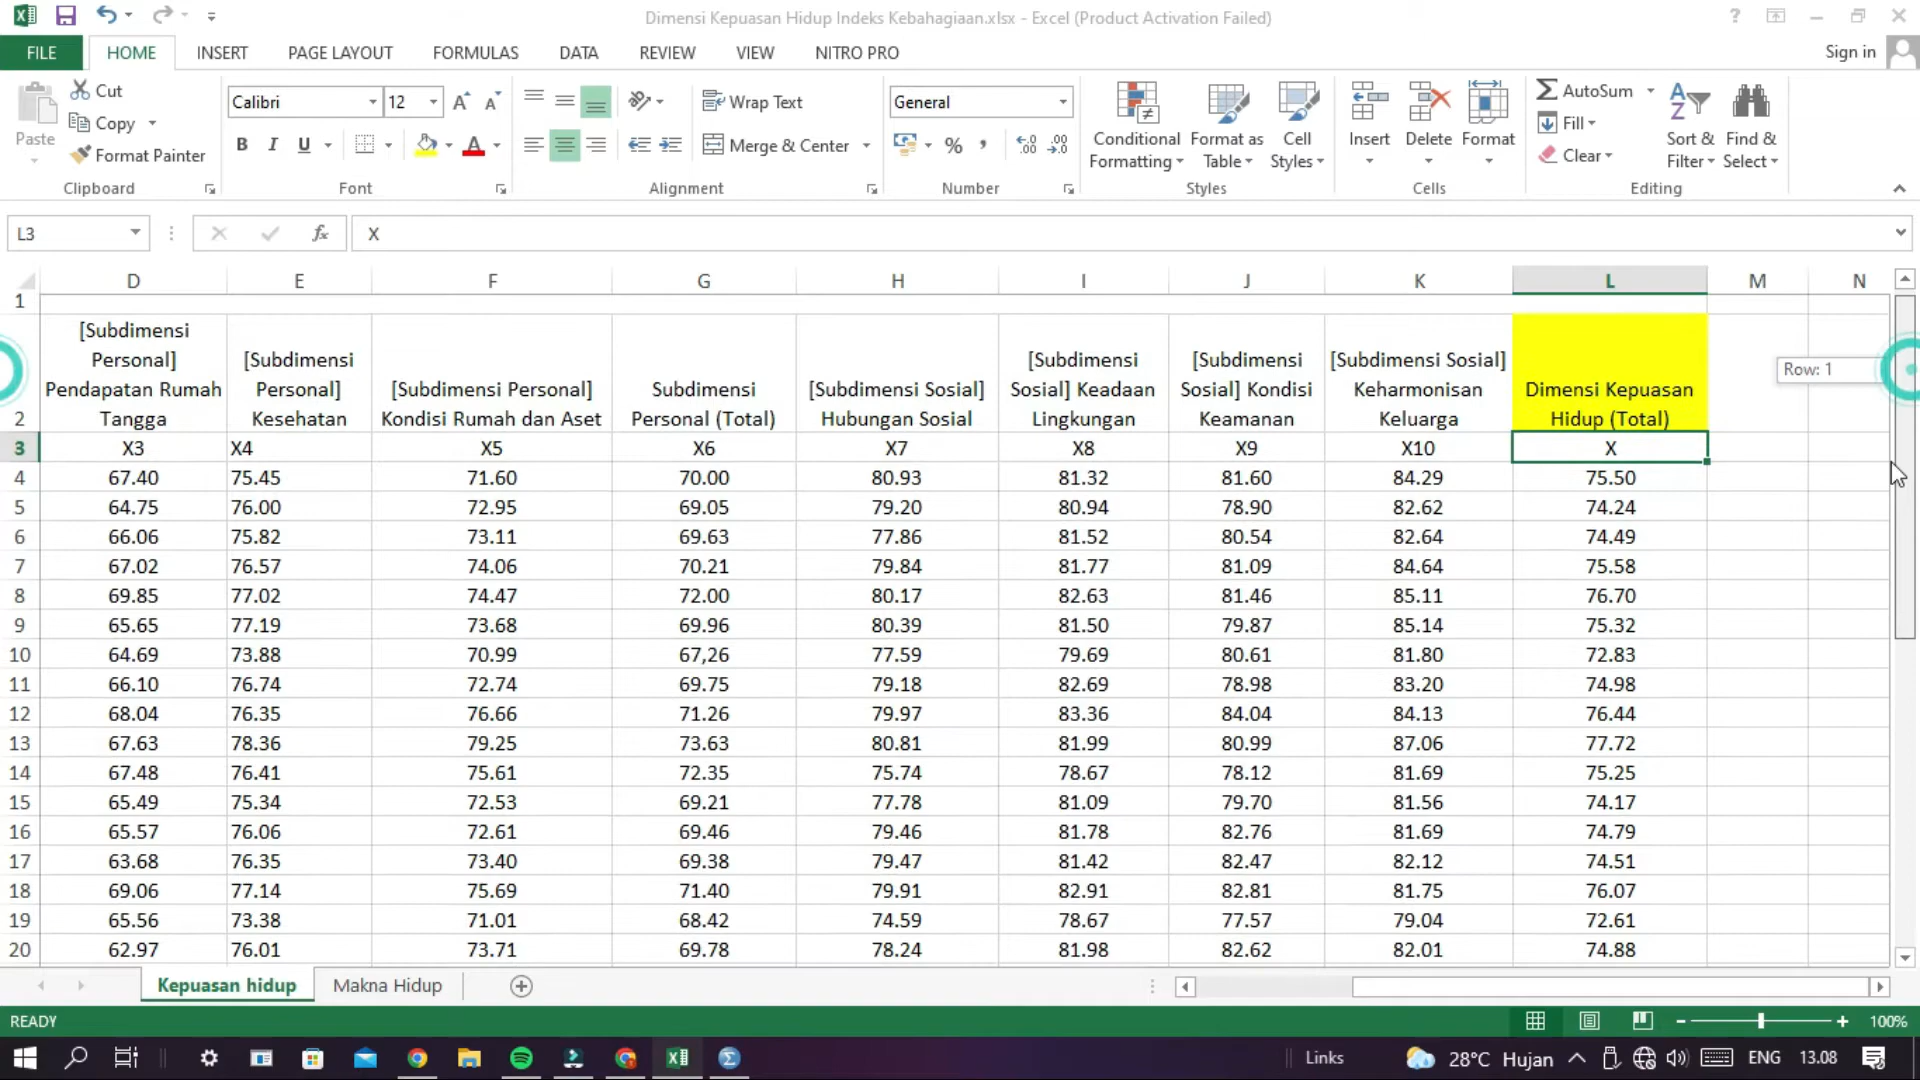 Dimensi Kepuasan Hidup Indeks Kebahagiaan.xlsx - Excel (Product Activation Failed)
FILE HOME INSERT PAGE LAYOUT FORMULAS DATA REVIEW VIEW NITRO PRO Sign in
Paste Cut Copy Format Painter
Calibri 12
B I U A
Wrap Text
Merge & Center
General
%
Conditional Formatting Format as Table Cell Styles
Insert Delete Format
AutoSum Fill Clear
Sort & Filter Find & Select
Clipboard Font Alignment Number Styles Cells Editing
L3 fx X
D E F G H I J K L M N
1
2 [Subdimensi Personal] Pendapatan Rumah Tangga [Subdimensi Personal] Kesehatan [Subdimensi Personal] Kondisi Rumah dan Aset Subdimensi Personal (Total) [Subdimensi Sosial] Hubungan Sosial [Subdimensi Sosial] Keadaan Lingkungan [Subdimensi Sosial] Kondisi Keamanan [Subdimensi Sosial] Keharmonisan Keluarga Dimensi Kepuasan Hidup (Total)
Row: 1
3 X3 X4 X5 X6 X7 X8 X9 X10 X
4 67.40 75.45 71.60 70.00 80.93 81.32 81.60 84.29 75.50
5 64.75 76.00 72.95 69.05 79.20 80.94 78.90 82.62 74.24
6 66.06 75.82 73.11 69.63 77.86 81.52 80.54 82.64 74.49
7 67.02 76.57 74.06 70.21 79.84 81.77 81.09 84.64 75.58
8 69.85 77.02 74.47 72.00 80.17 82.63 81.46 85.11 76.70
9 65.65 77.19 73.68 69.96 80.39 81.50 79.87 85.14 75.32
10 64.69 73.88 70.99 67,26 77.59 79.69 80.61 81.80 72.83
11 66.10 76.74 72.74 69.75 79.18 82.69 78.98 83.20 74.98
12 68.04 76.35 76.66 71.26 79.97 83.36 84.04 84.13 76.44
13 67.63 78.36 79.25 73.63 80.81 81.99 80.99 87.06 77.72
14 67.48 76.41 75.61 72.35 75.74 78.67 78.12 81.69 75.25
15 65.49 75.34 72.53 69.21 77.78 81.09 79.70 81.56 74.17
16 65.57 76.06 72.61 69.46 79.46 81.78 82.76 81.69 74.79
17 63.68 76.35 73.40 69.38 79.47 81.42 82.47 82.12 74.51
18 69.06 77.14 75.69 71.40 79.91 82.91 82.81 81.75 76.07
19 65.56 73.38 71.01 68.42 74.59 78.67 77.57 79.04 72.61
20 62.97 76.01 73.71 69.78 78.24 81.98 82.62 82.01 74.88
Kepuasan hidup Makna Hidup
READY 100%
Links 28°C Hujan ENG 13.08